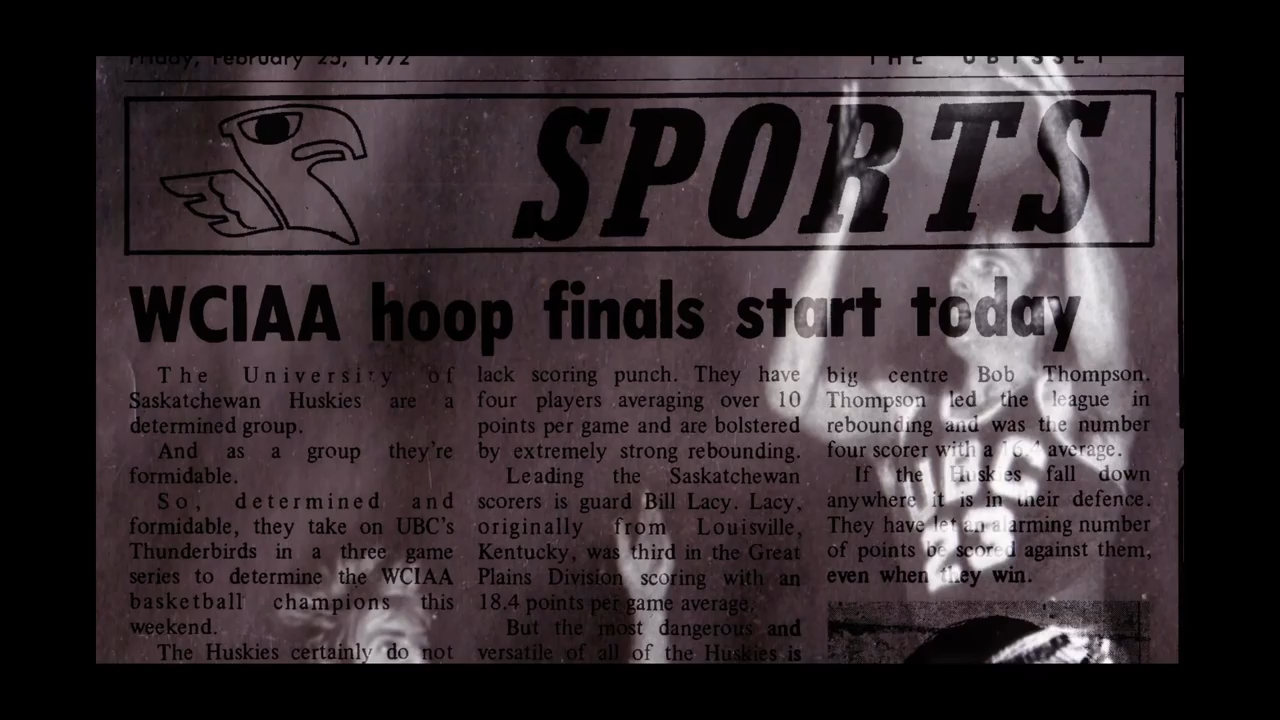 Friday, February 25, 1972
THE UBYSSEY
SPORTS
WCIAA hoop finals start today
The University of
Saskatchewan Huskies are a
determined group.
And as a group they're
formidable.
So, determined and
formidable, they take on UBC's
Thunderbirds in a three game
series to determine the WCIAA
basketball champions this
weekend.
The Huskies certainly do not
lack scoring punch. They have
four players averaging over 10
points per game and are bolstered
by extremely strong rebounding.
Leading the Saskatchewan
scorers is guard Bill Lacy. Lacy,
originally from Louisville,
Kentucky, was third in the Great
Plains Division scoring with an
18.4 points per game average.
But the most dangerous and
versatile of all of the Huskies is
big centre Bob Thompson.
Thompson led the league in
rebounding and was the number
four scorer with a 16.4 average.
If the Huskies fall down
anywhere it is in their defence.
They have let an alarming number
of points be scored against them,
even when they win.